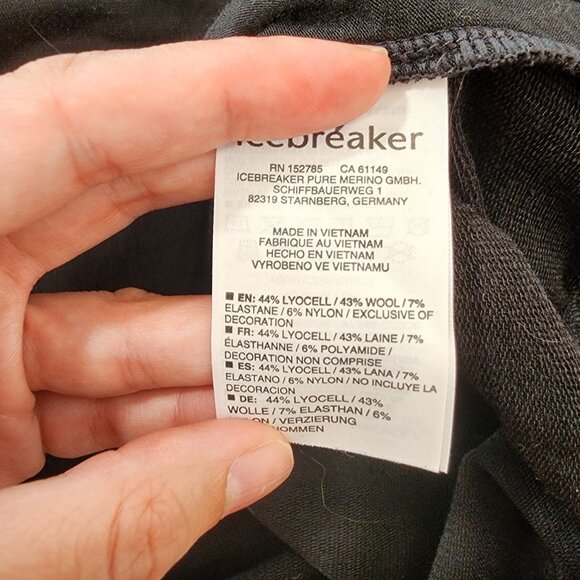 icebreaker
RN 152785 CA 61149
ICEBREAKER PURE MERINO GMBH.
SCHIFFBAUERWEG 1
82319 STARNBERG, GERMANY
MADE IN VIETNAM
FABRIQUE AU VIETNAM
HECHO EN VIETNAM
VYROBENO VE VIETNAMU
EN: 44% LYOCELL / 43% WOOL / 7%
ELASTANE / 6% NYLON / EXCLUSIVE OF
DECORATION
FR: 44% LYOCELL / 43% LAINE / 7%
ÉLASTHANNE / 6% POLYAMIDE /
DECORATION NON COMPRISE
ES: 44% LYOCELL / 43% LANA / 7%
ELASTANO / 6% NYLON / NO INCLUYE LA
DECORACION
DE: 44% LYOCELL / 43%
WOLLE / 7% ELASTHAN / 6%
NYLON / VERZIERUNG